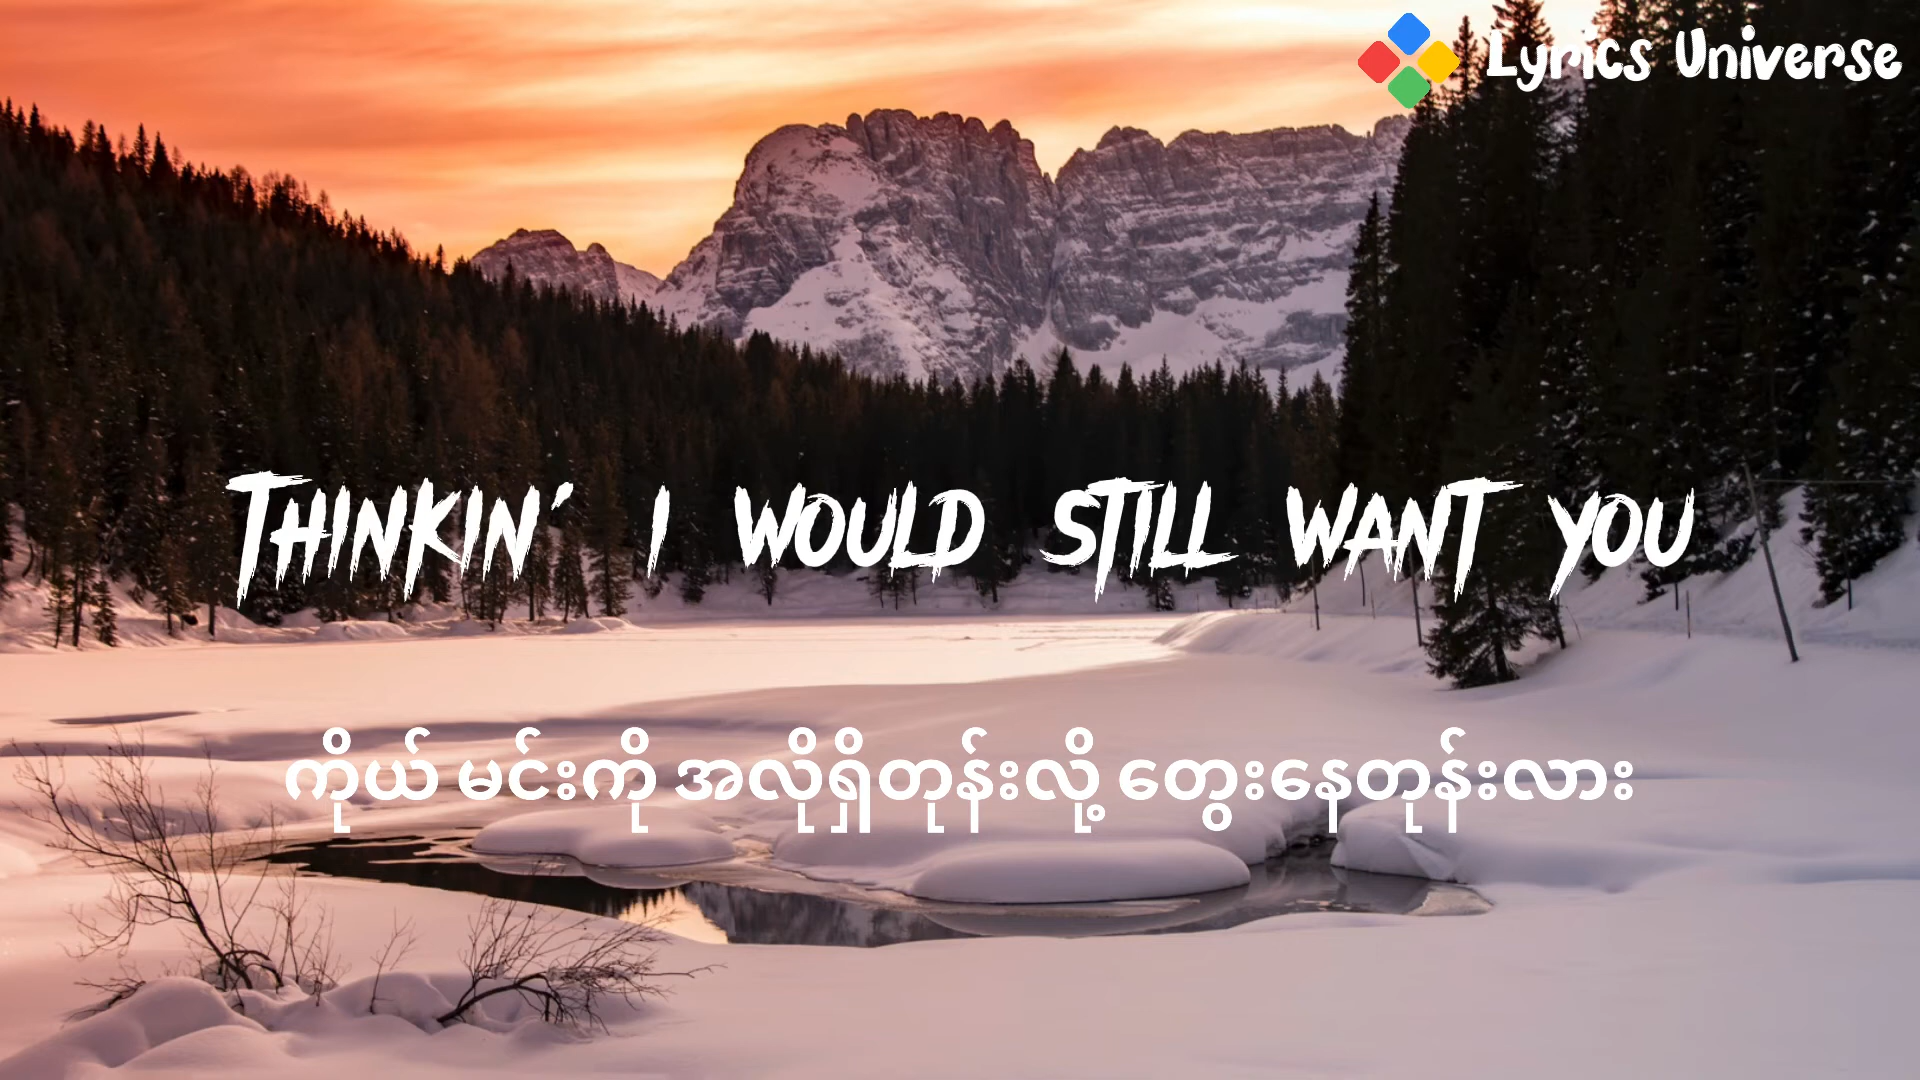 Lyrics Universe
THINKIN' I WOULD STILL WANT YOU
ကိုယ် မင်းကို အလိုရှိတုန်းလို့ တွေးနေတုန်းလား